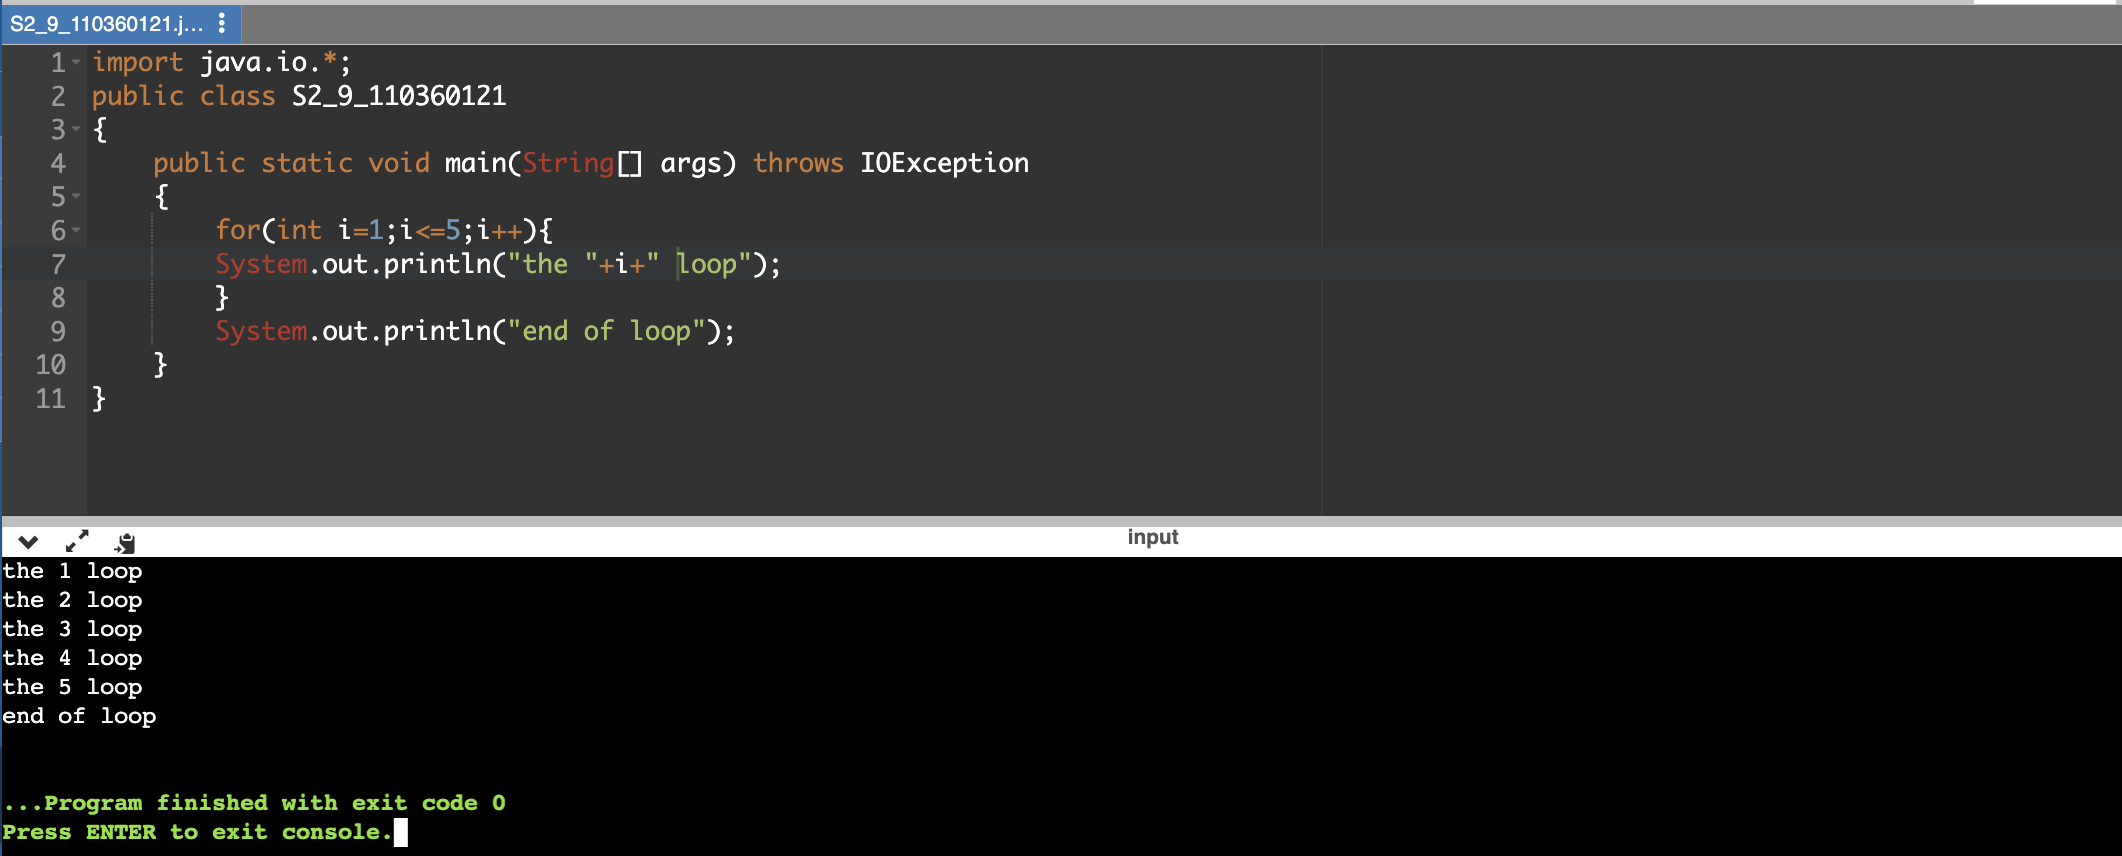 S2_9_110360121.j...
1 import java.io.*;
2 public class S2_9_110360121
3 {
4 public static void main(String[] args) throws IOException
5 {
6 for(int i=1;i<=5;i++){
7 System.out.println("the "+i+" loop");
8 }
9 System.out.println("end of loop");
10 }
11 }
input
the 1 loop
the 2 loop
the 3 loop
the 4 loop
the 5 loop
end of loop
...Program finished with exit code 0
Press ENTER to exit console.